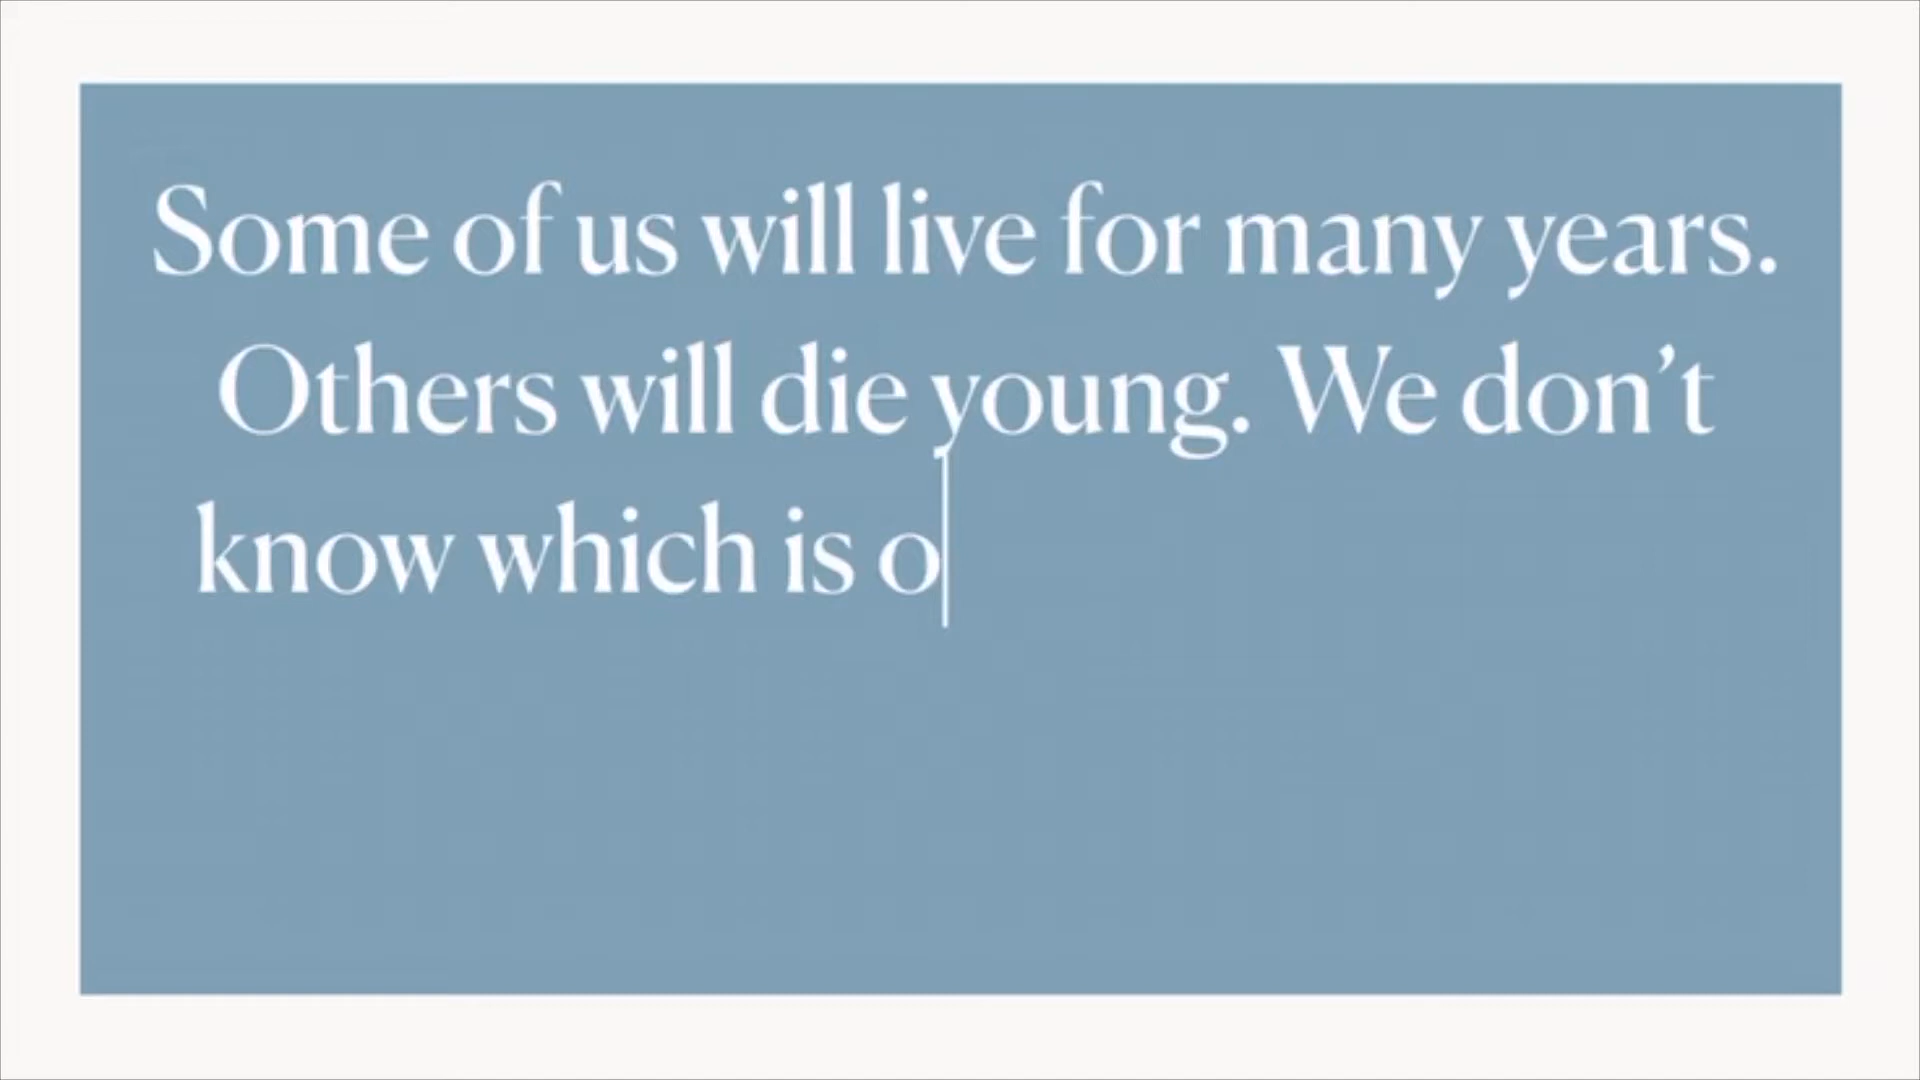 Some of us will live for many years.
Others will die young. We don’t
know which is o